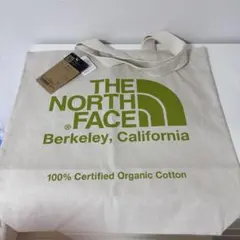 THE
NORTH
FACE®
Berkeley, California
100% Certified Organic Cotton